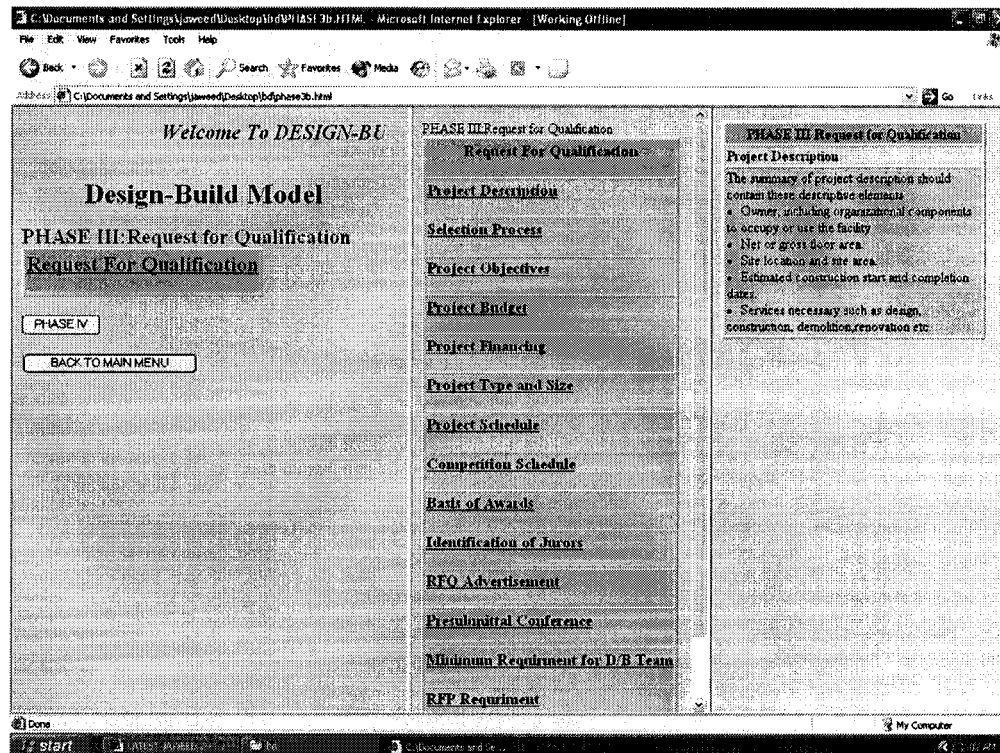 C:\Documents and Settings\jaweed\Desktop\bd\PHASE3b.HTML - Microsoft Internet Explorer - [Working Offline]
File Edit View Favorites Tools Help
Back Search Favorites Media
Address C:\Documents and Settings\jaweed\Desktop\bd\phase3b.html Go Links
Welcome To DESIGN-BU
Design-Build Model
PHASE III:Request for Qualification
Request For Qualification
PHASE IV
BACK TO MAIN MENU
PHASE III.Request for Qualification
Request For Qualification
Project Description
Selection Process
Project Objectives
Project Budget
Project Financing
Project Type and Size
Project Schedule
Competition Schedule
Basis of Awards
Identification of Jurors
RFQ Advertisement
Presubmittal Conference
Minimum Requirment for D/B Team
RFP Requriment
PHASE III Request for Qualification
Project Description
The summary of project description should
contain these descriptive elements
• Owner, including organizational components
to occupy or use the facility
• Net or gross floor area.
• Site location and site area.
• Estimated construction start and completion
dates.
• Services necessary such as design,
construction, demolition,renovation etc
Done My Computer
start C:\Documents and Se...